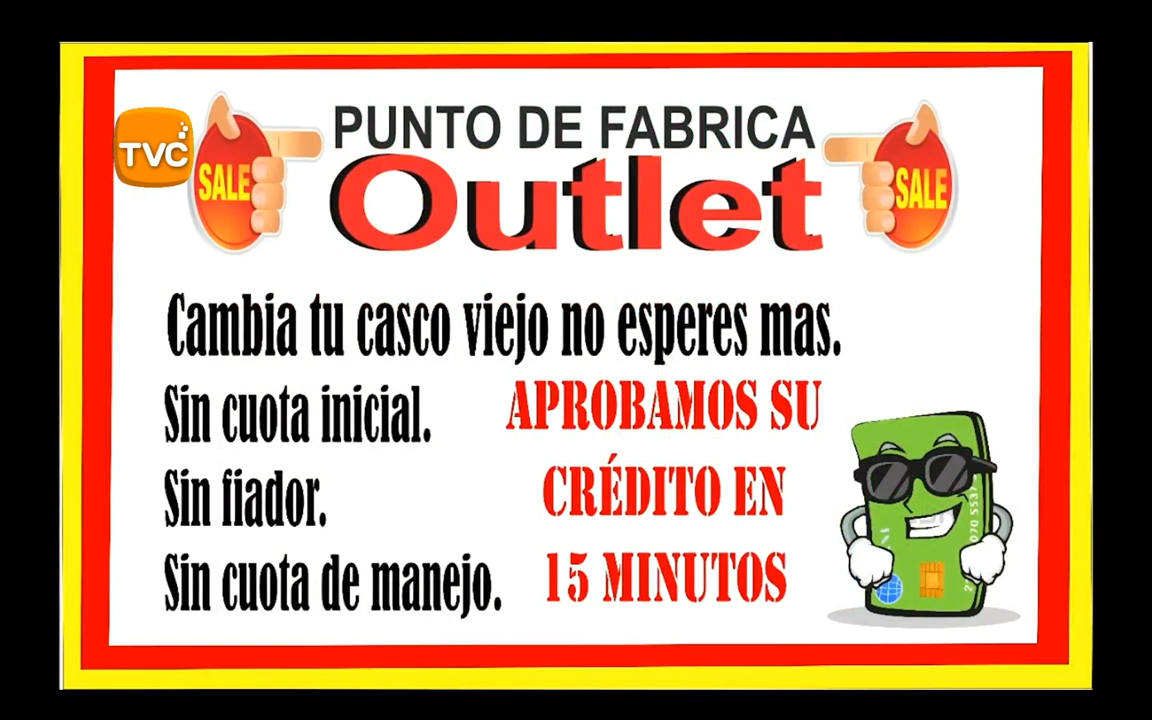 TVC
SALE
PUNTO DE FABRICA
Outlet
SALE
Cambia tu casco viejo no esperes mas.
Sin cuota inicial.
APROBAMOS SU
Sin fiador.
CRÉDITO EN
Sin cuota de manejo.
15 MINUTOS